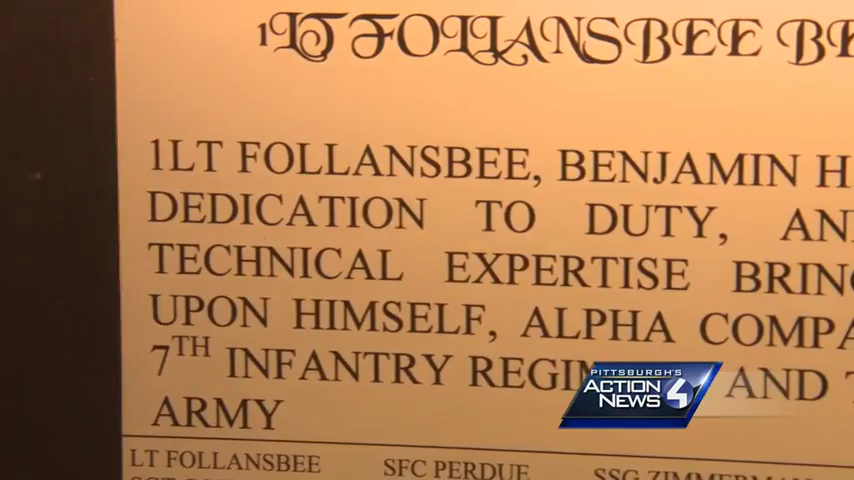 1LT FOLLANSBEE
1LT FOLLANSBEE, BENJAMIN
DEDICATION TO DUTY,
TECHNICAL EXPERTISE
UPON HIMSELF, ALPHA
7TH INFANTRY AND
ARMY
LT FOLLANSBEE SFC PERDUE SSG
PITTSBURGH'S
ACTION
NEWS 4